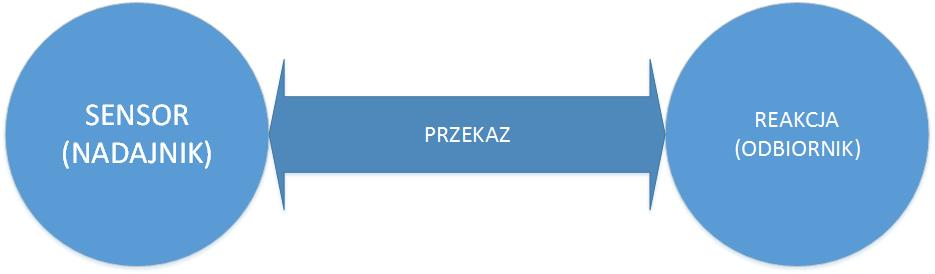 SENSOR
(NADAJNIK)
PRZEKAZ
REAKCJA
(ODBIORNIK)